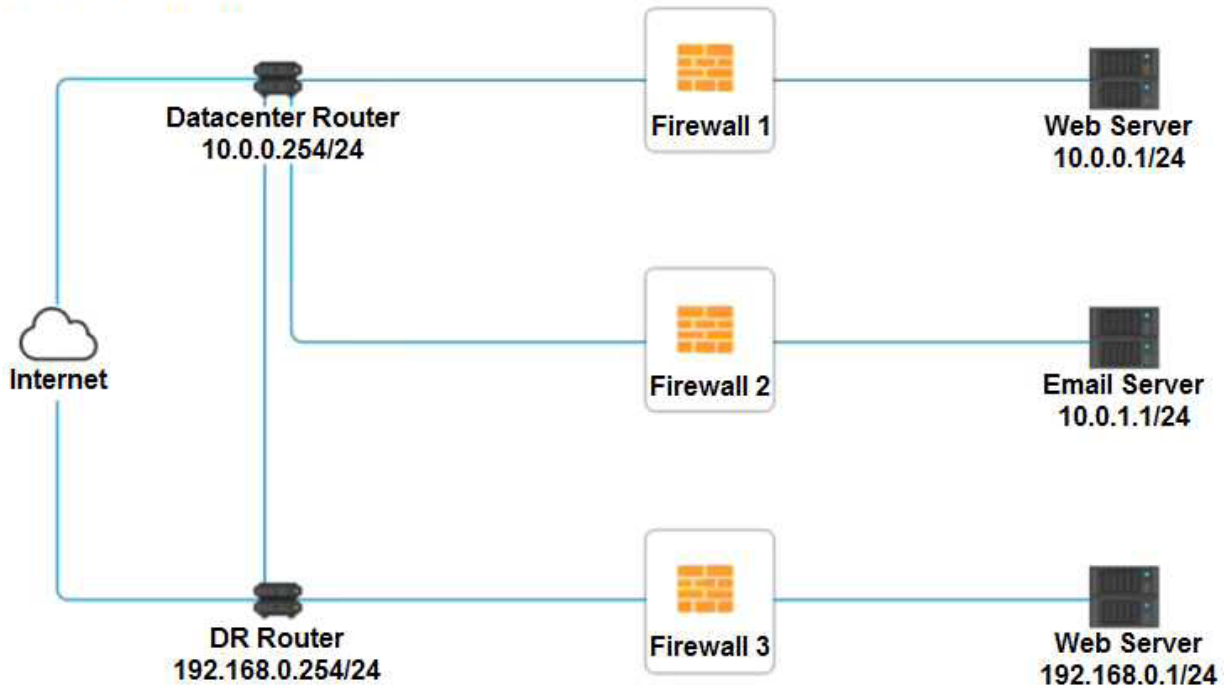 Datacenter Router
10.0.0.254/24
Firewall 1
Web Server
10.0.0.1/24
Internet
Firewall 2
Email Server
10.0.1.1/24
DR Router
192.168.0.254/24
Firewall 3
Web Server
192.168.0.1/24